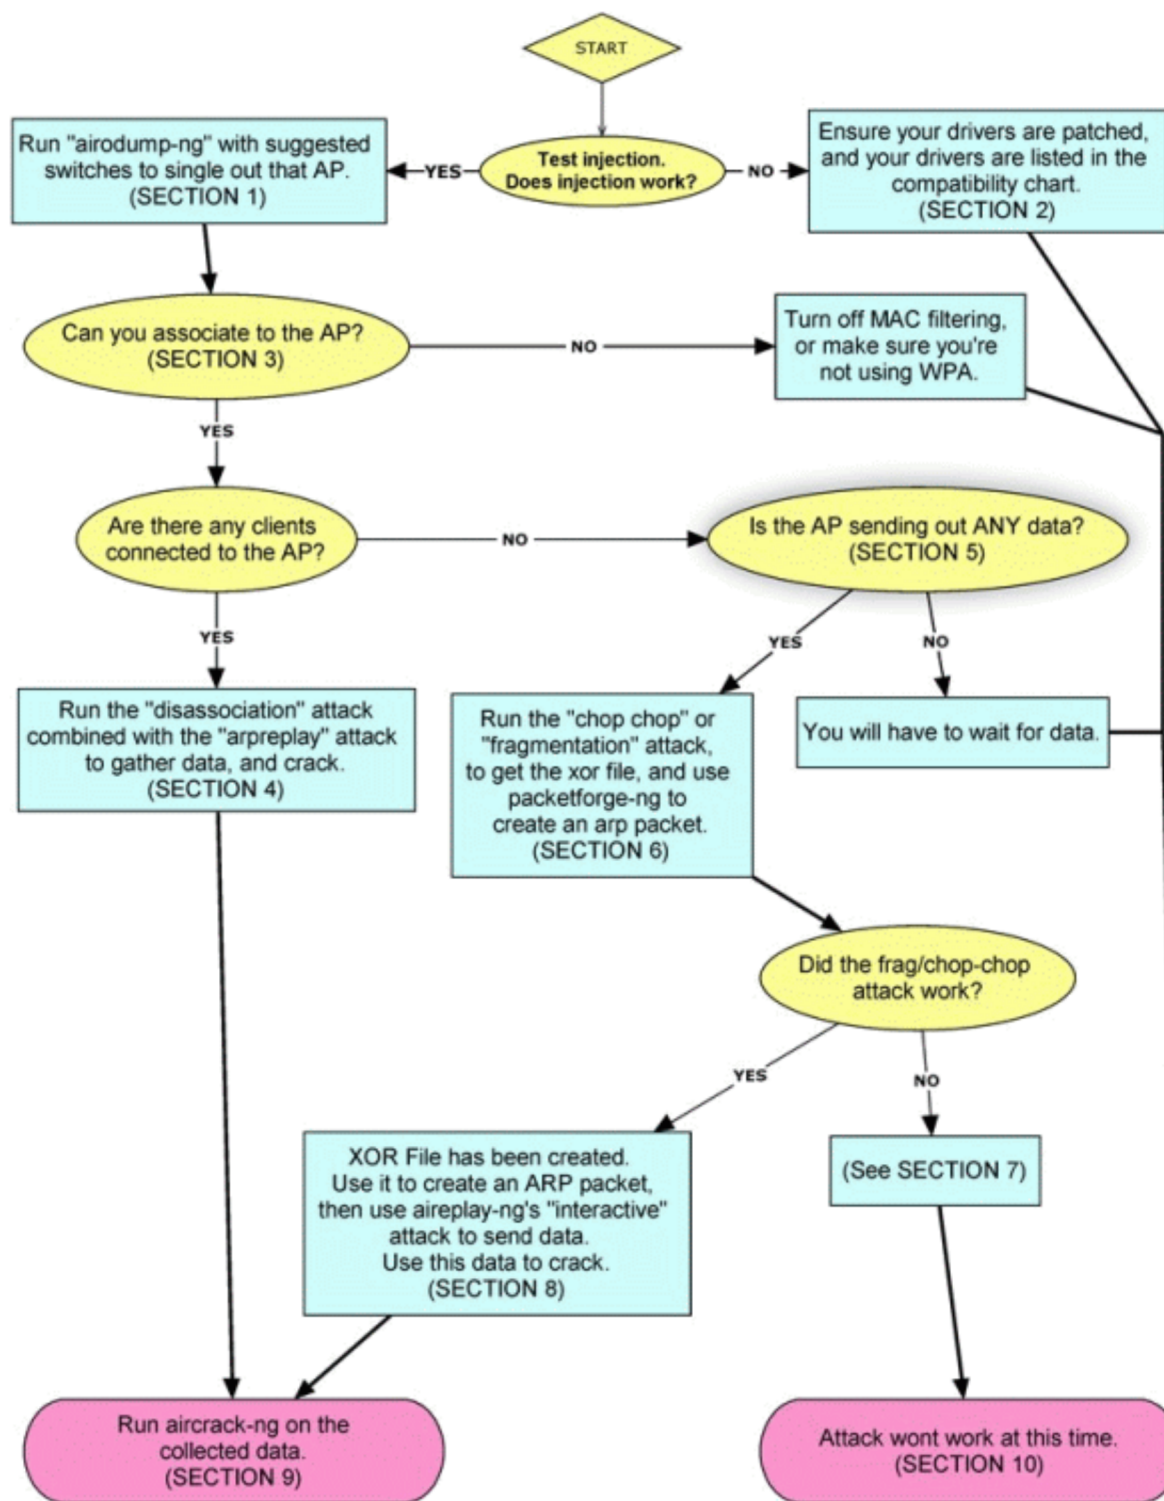 START
Run "airodump-ng" with suggested
switches to single out that AP.
(SECTION 1)
YES
Test injection.
Does injection work?
NO
Ensure your drivers are patched,
and your drivers are listed in the
compatibility chart.
(SECTION 2)
Can you associate to the AP?
(SECTION 3)
NO
Turn off MAC filtering,
or make sure you're
not using WPA.
YES
Are there any clients
connected to the AP?
NO
Is the AP sending out ANY data?
(SECTION 5)
YES
YES
NO
Run the "disassociation" attack
combined with the "arpreplay" attack
to gather data, and crack.
(SECTION 4)
Run the "chop chop" or
"fragmentation" attack,
to get the xor file, and use
packetforge-ng to
create an arp packet.
(SECTION 6)
You will have to wait for data.
Did the frag/chop-chop
attack work?
YES
NO
XOR File has been created.
Use it to create an ARP packet,
then use aireplay-ng's "interactive"
attack to send data.
Use this data to crack.
(SECTION 8)
(See SECTION 7)
Run aircrack-ng on the
collected data.
(SECTION 9)
Attack wont work at this time.
(SECTION 10)